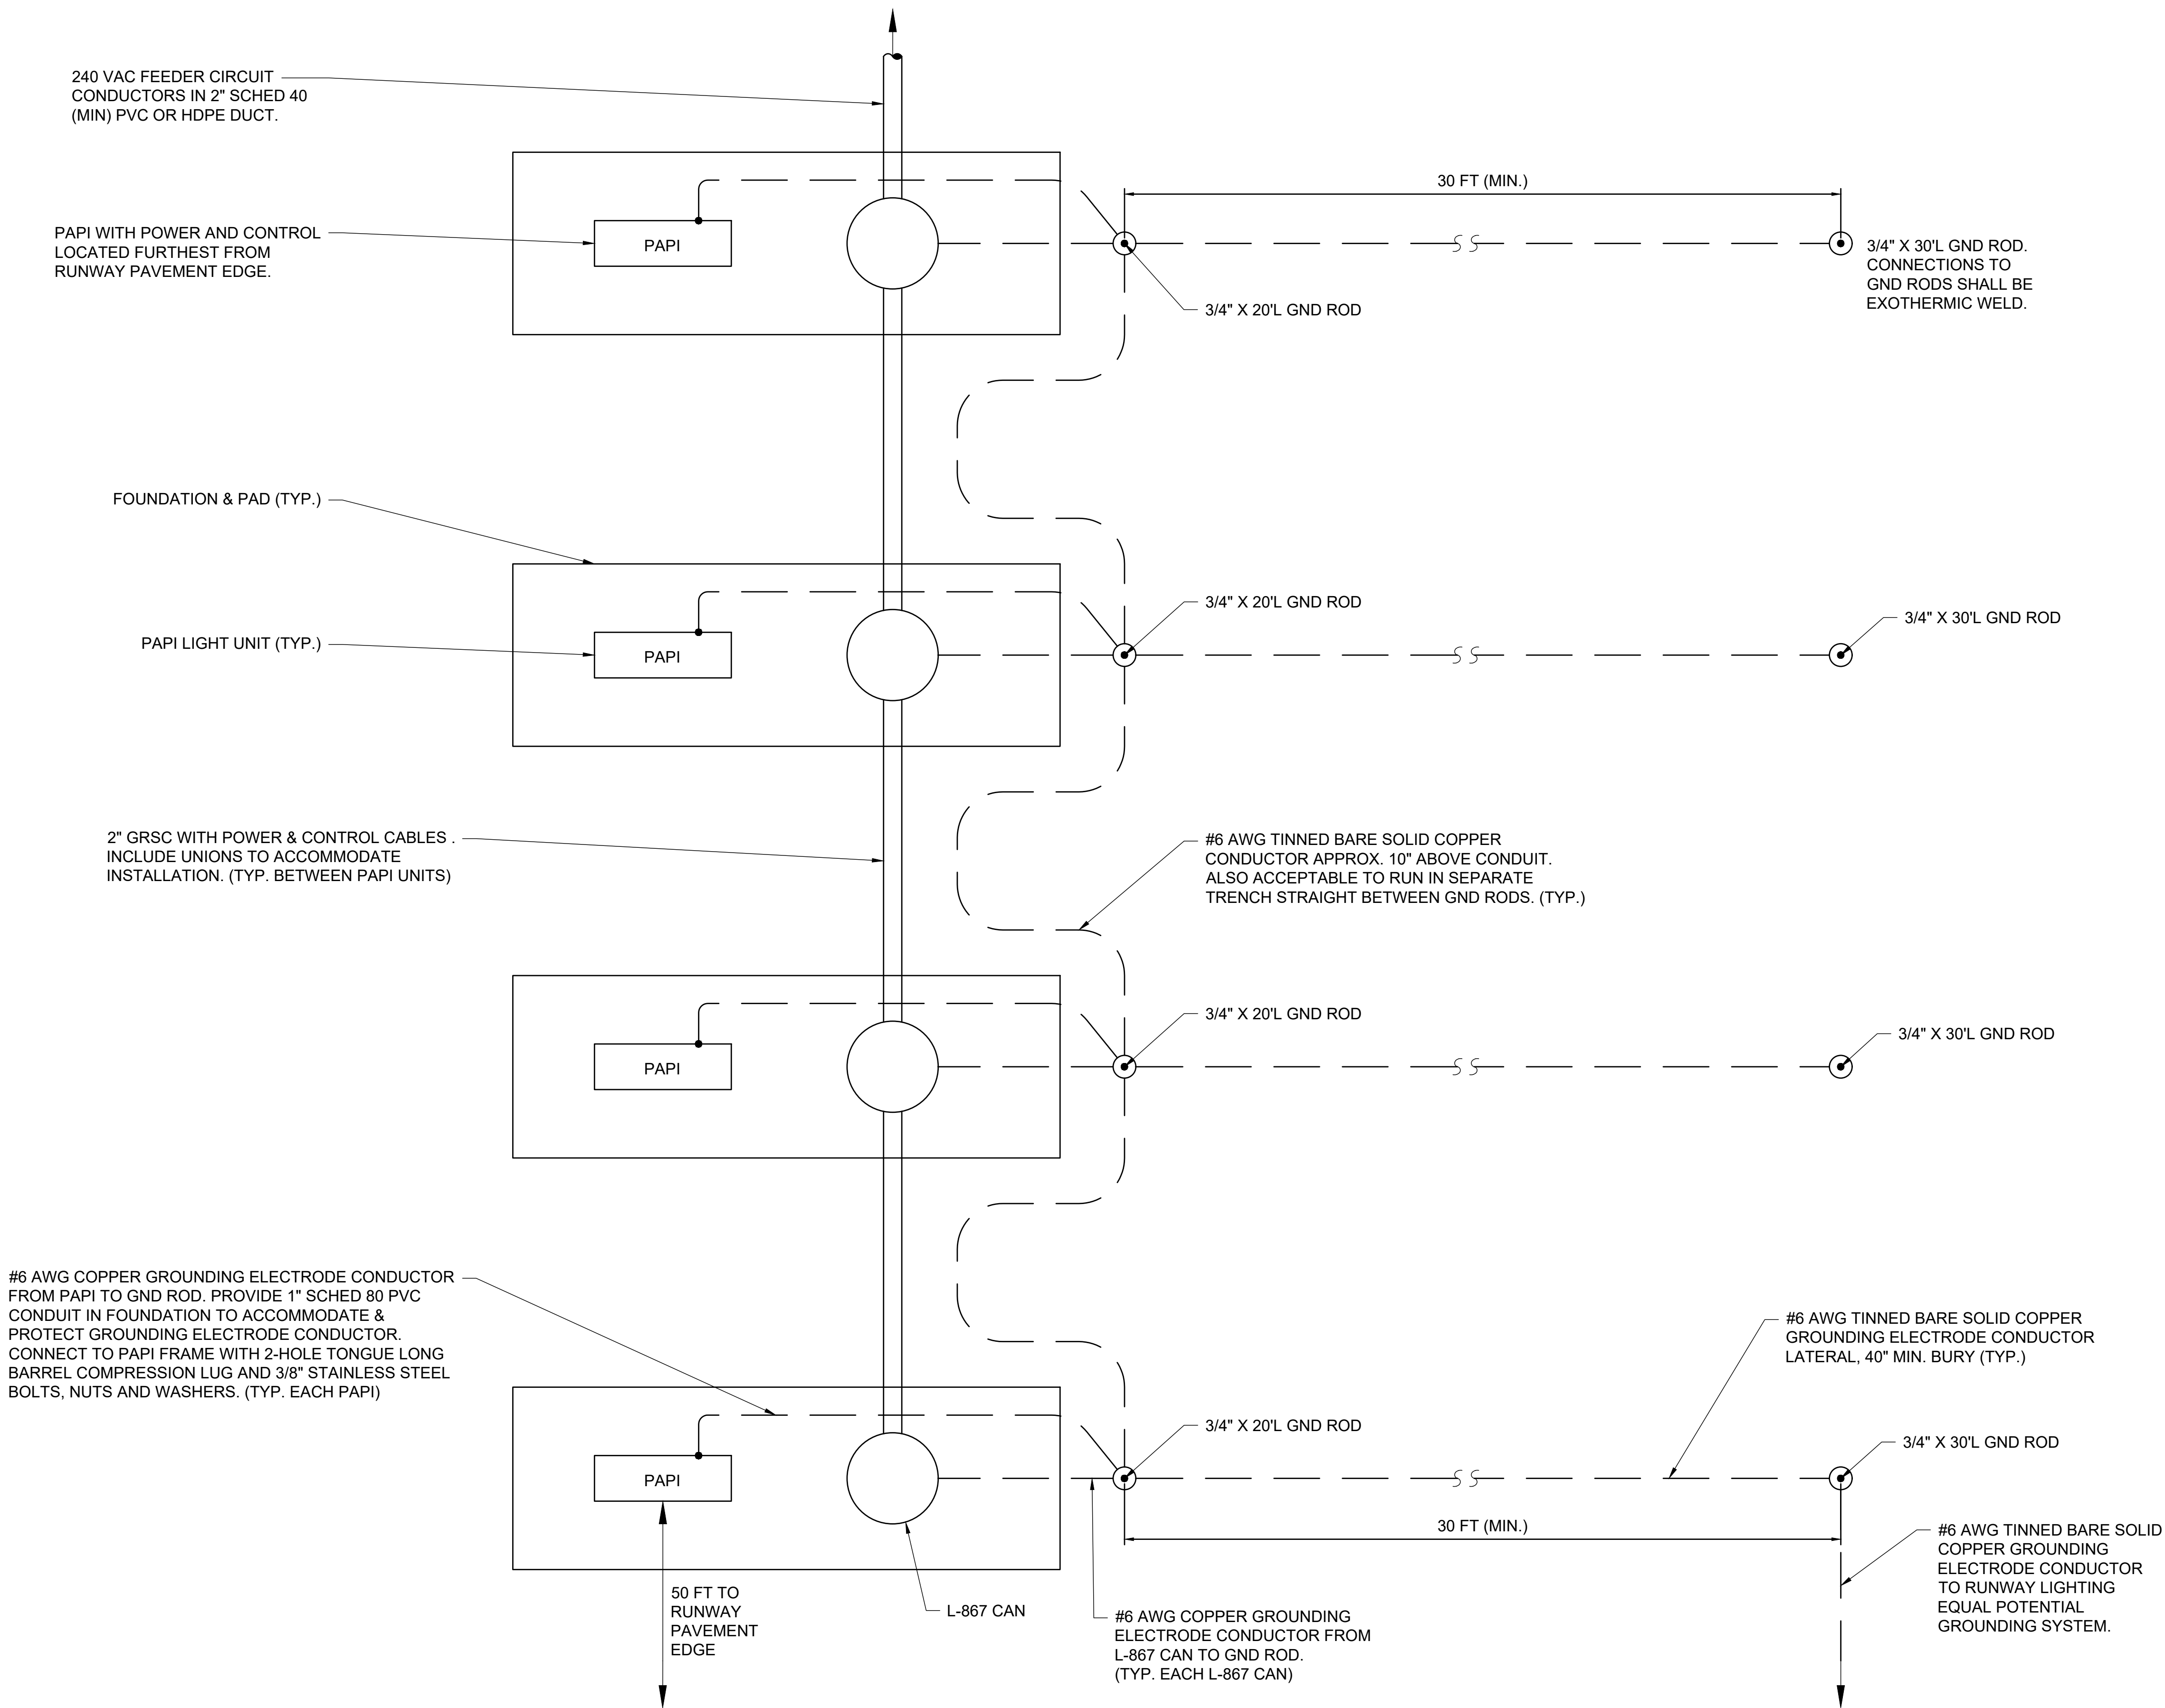 240 VAC FEEDER CIRCUIT
CONDUCTORS IN 2" SCHED 40
(MIN) PVC OR HDPE DUCT.
30 FT (MIN.)
PAPI WITH POWER AND CONTROL
LOCATED FURTHEST FROM
RUNWAY PAVEMENT EDGE.
PAPI
3/4" X 30'L GND ROD.
CONNECTIONS TO
GND RODS SHALL BE
EXOTHERMIC WELD.
3/4" X 20'L GND ROD
FOUNDATION & PAD (TYP.)
3/4" X 20'L GND ROD
3/4" X 30'L GND ROD
PAPI LIGHT UNIT (TYP.)
PAPI
2" GRSC WITH POWER & CONTROL CABLES .
INCLUDE UNIONS TO ACCOMMODATE
INSTALLATION. (TYP. BETWEEN PAPI UNITS)
#6 AWG TINNED BARE SOLID COPPER
CONDUCTOR APPROX. 10" ABOVE CONDUIT.
ALSO ACCEPTABLE TO RUN IN SEPARATE
TRENCH STRAIGHT BETWEEN GND RODS. (TYP.)
3/4" X 20'L GND ROD
3/4" X 30'L GND ROD
PAPI
#6 AWG COPPER GROUNDING ELECTRODE CONDUCTOR
FROM PAPI TO GND ROD. PROVIDE 1" SCHED 80 PVC
CONDUIT IN FOUNDATION TO ACCOMMODATE &
PROTECT GROUNDING ELECTRODE CONDUCTOR.
CONNECT TO PAPI FRAME WITH 2-HOLE TONGUE LONG
BARREL COMPRESSION LUG AND 3/8" STAINLESS STEEL
BOLTS, NUTS AND WASHERS. (TYP. EACH PAPI)
#6 AWG TINNED BARE SOLID COPPER
GROUNDING ELECTRODE CONDUCTOR
LATERAL, 40" MIN. BURY (TYP.)
3/4" X 20'L GND ROD
3/4" X 30'L GND ROD
PAPI
30 FT (MIN.)
50 FT TO
RUNWAY
PAVEMENT
EDGE
L-867 CAN
#6 AWG COPPER GROUNDING
ELECTRODE CONDUCTOR FROM
L-867 CAN TO GND ROD.
(TYP. EACH L-867 CAN)
#6 AWG TINNED BARE SOLID
COPPER GROUNDING
ELECTRODE CONDUCTOR
TO RUNWAY LIGHTING
EQUAL POTENTIAL
GROUNDING SYSTEM.